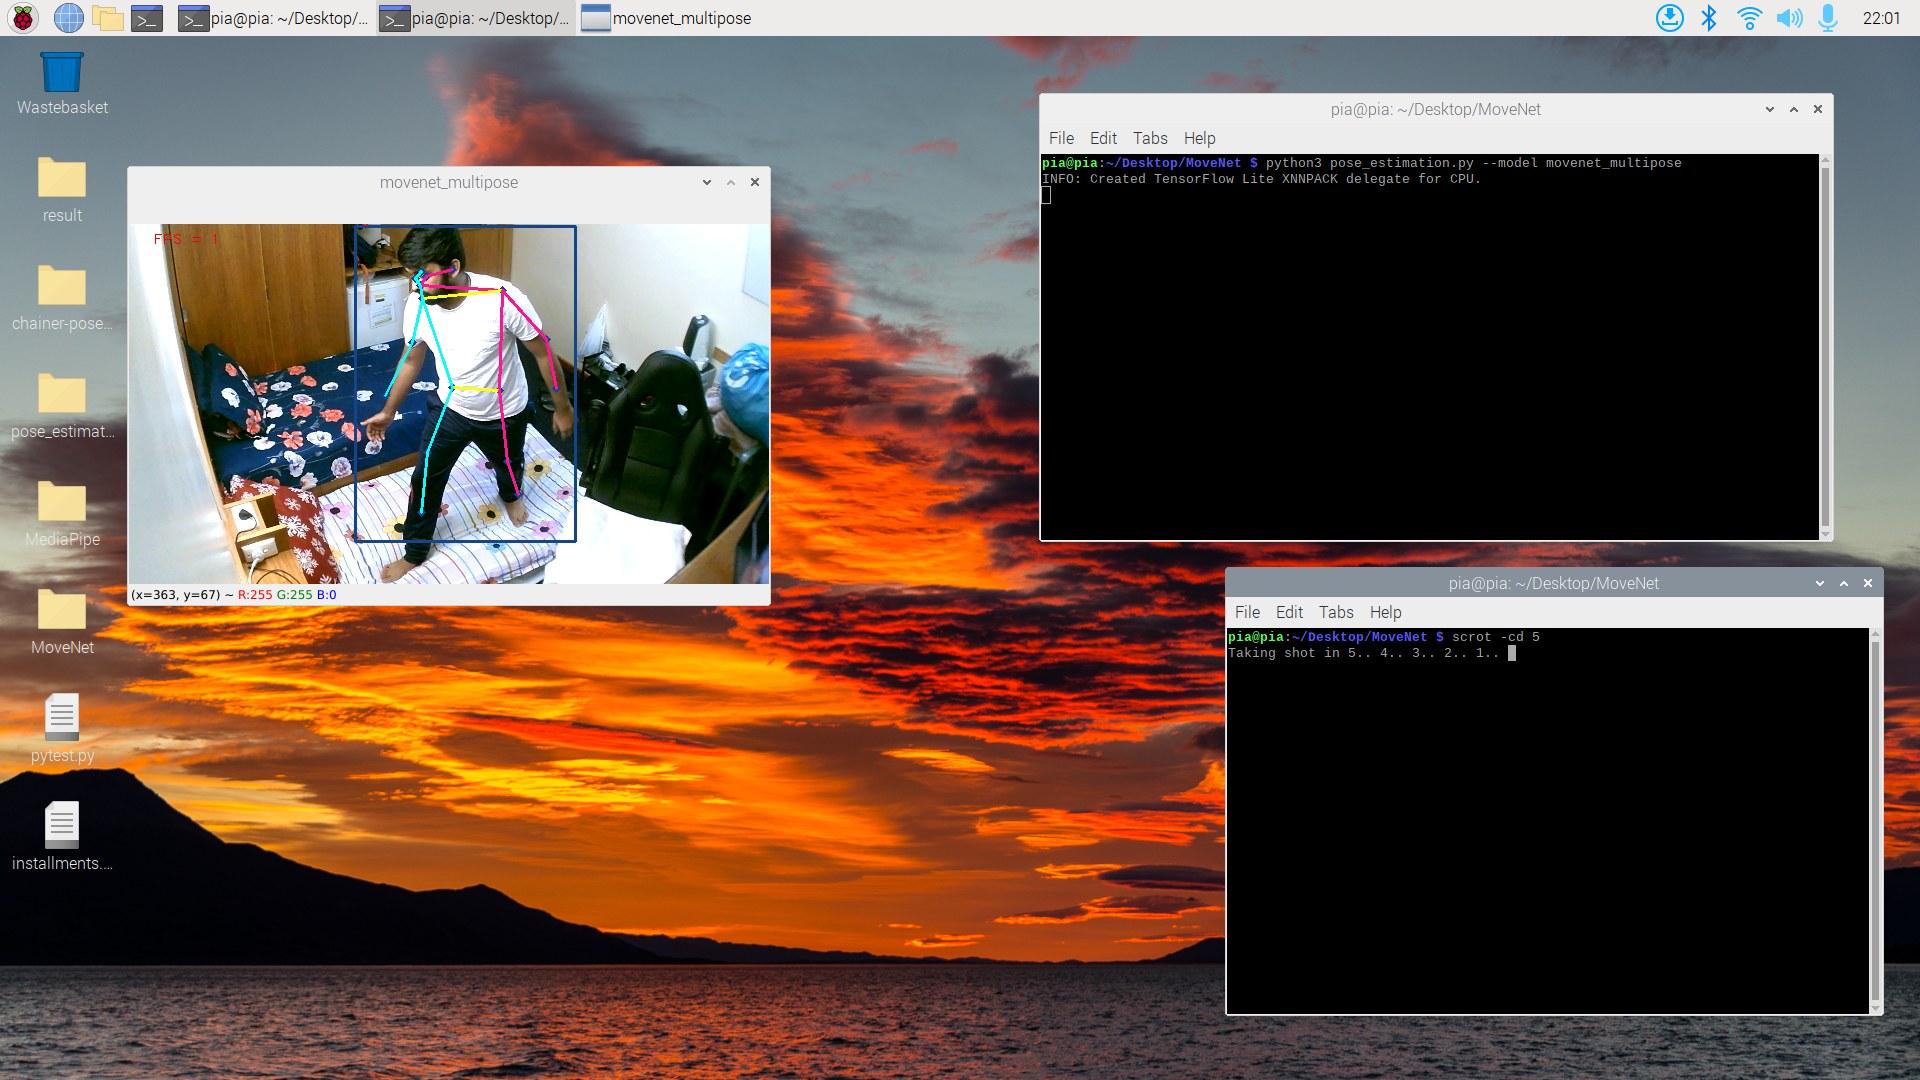 pia@pia: ~/Desktop/...
pia@pia: ~/Desktop/...
movenet_multipose
22:01
Wastebasket
result
chainer-pose...
pose_estimat...
MediaPipe
MoveNet
pytest.py
installments....
movenet_multipose
FPS = 1
(x=363, y=67) ~ R:255 G:255 B:0
pia@pia: ~/Desktop/MoveNet
File Edit Tabs Help
pia@pia:~/Desktop/MoveNet $ python3 pose_estimation.py --model movenet_multipose
INFO: Created TensorFlow Lite XNNPACK delegate for CPU.
pia@pia: ~/Desktop/MoveNet
File Edit Tabs Help
pia@pia:~/Desktop/MoveNet $ scrot -cd 5
Taking shot in 5.. 4.. 3.. 2.. 1..